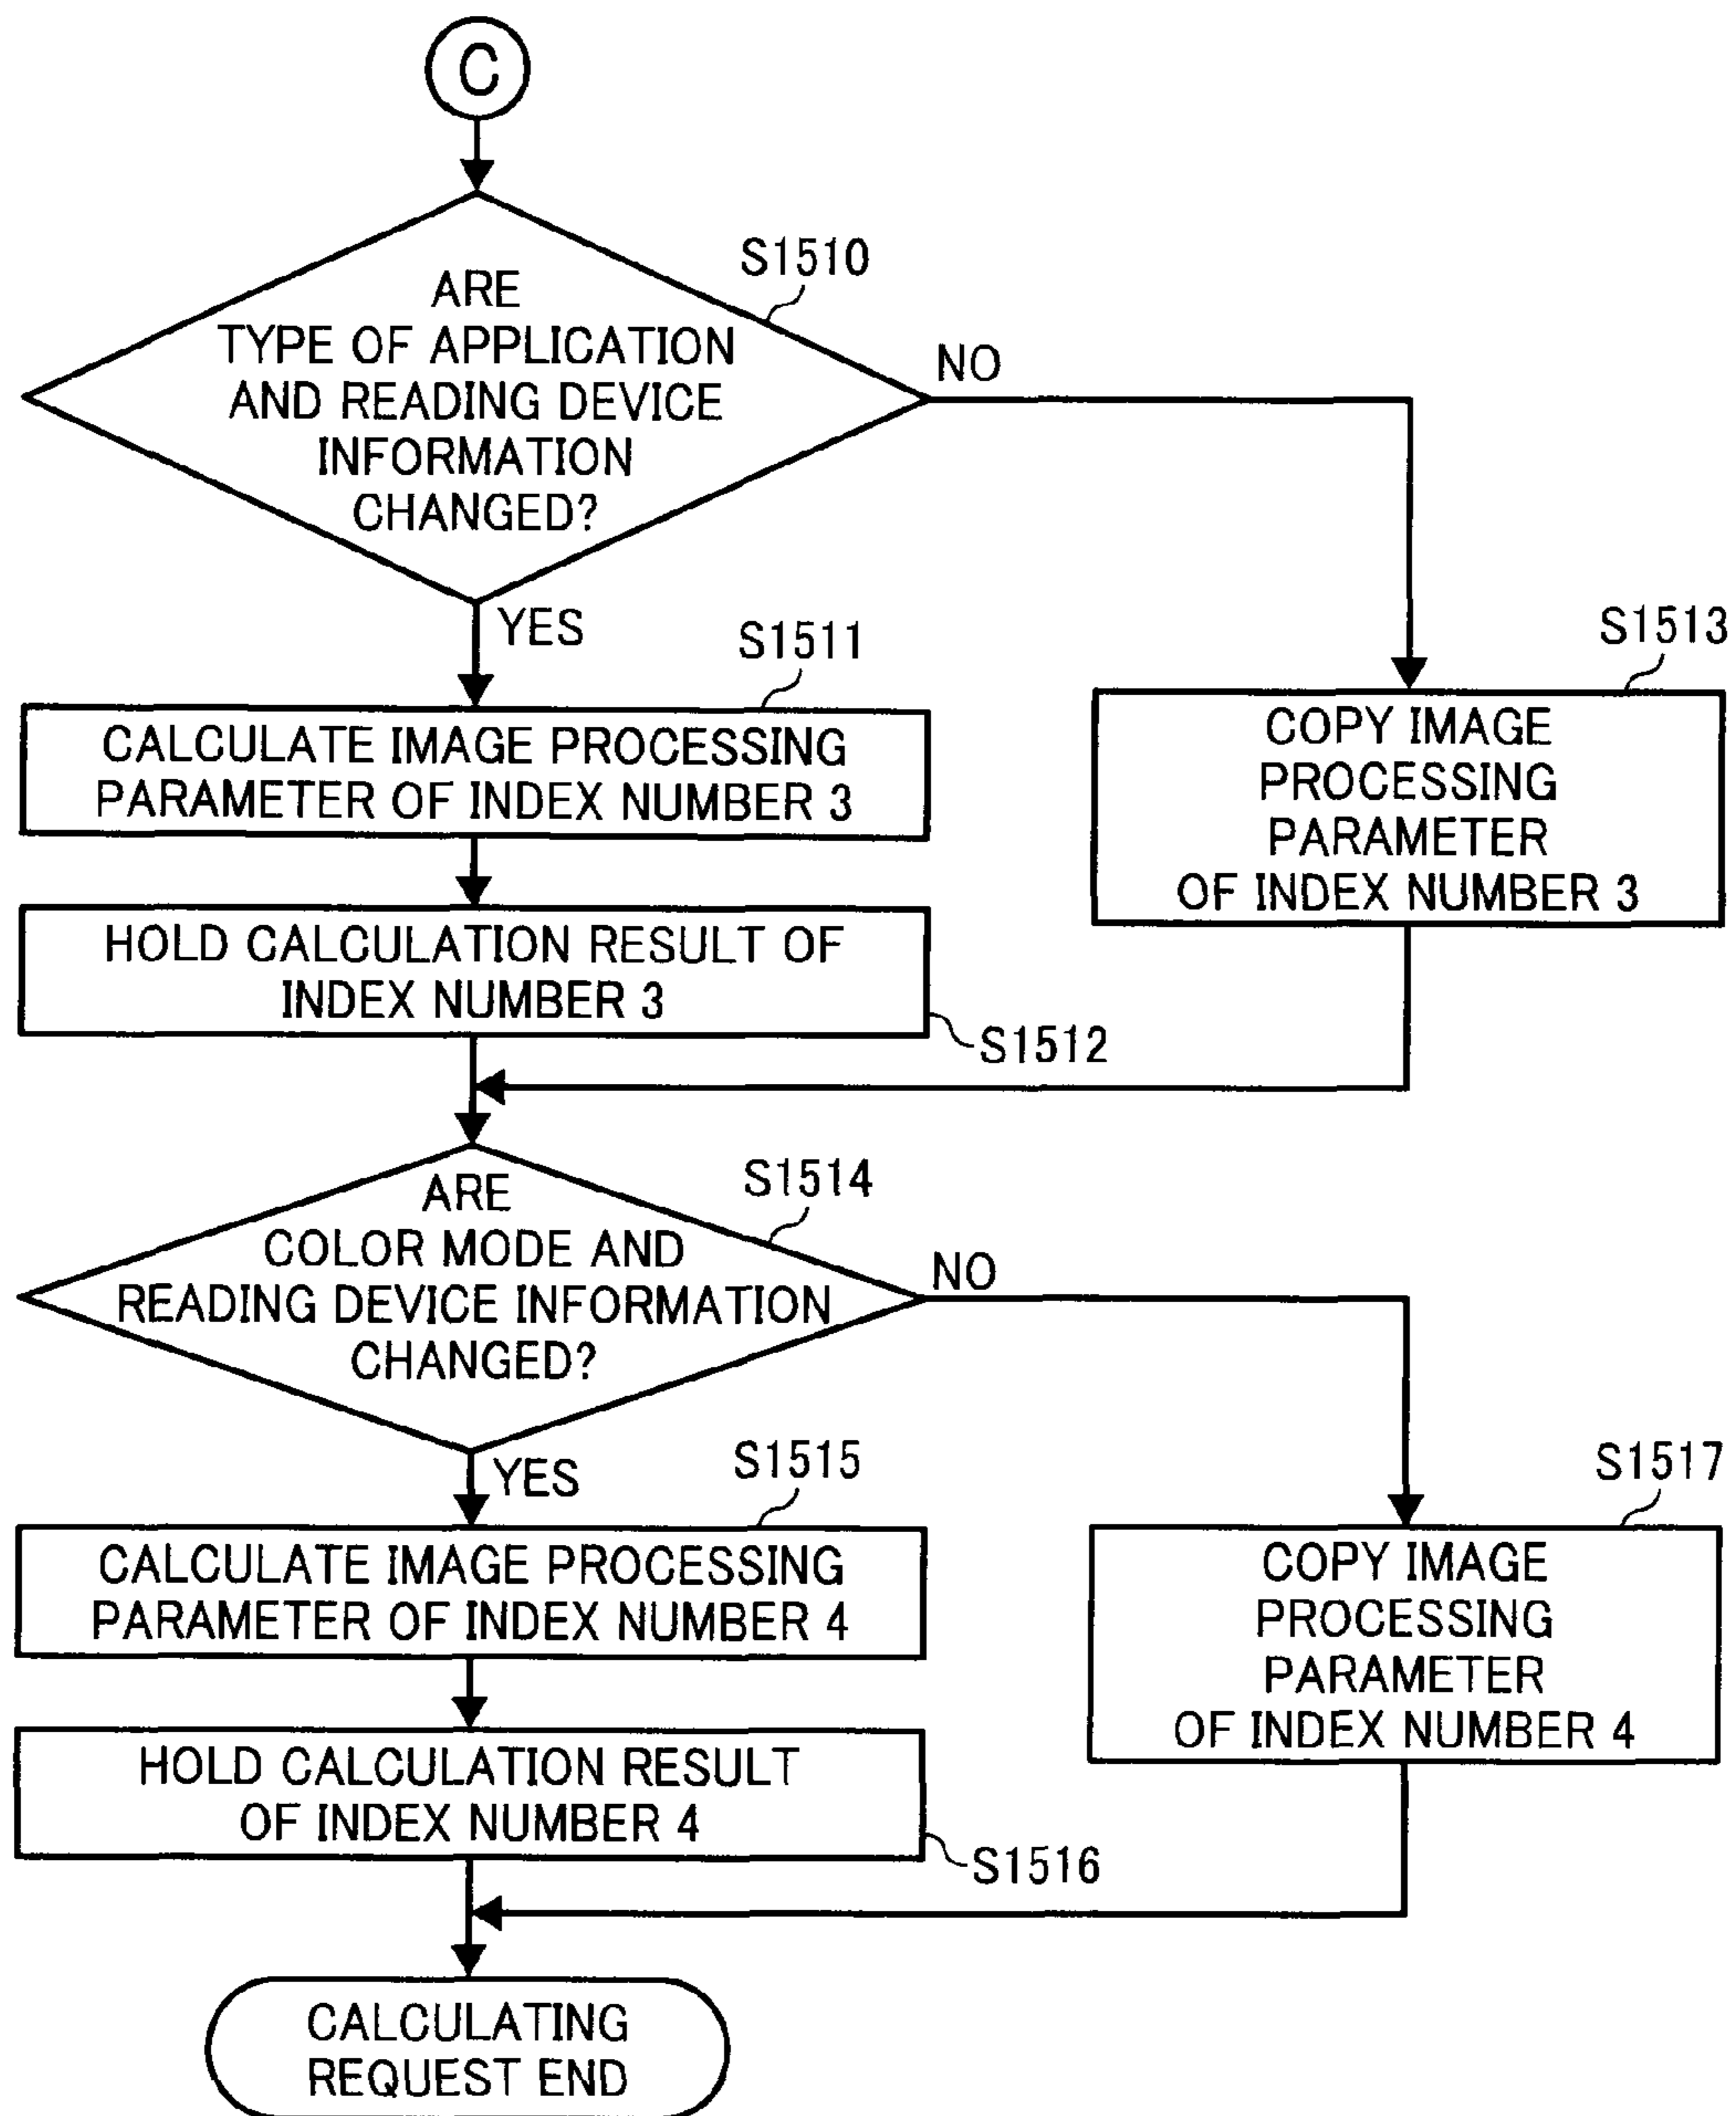 C
S1510
ARE
TYPE OF APPLICATION
AND READING DEVICE
INFORMATION
CHANGED?
NO
YES
S1511
CALCULATE IMAGE PROCESSING
PARAMETER OF INDEX NUMBER 3
S1513
COPY IMAGE
PROCESSING
PARAMETER
OF INDEX NUMBER 3
HOLD CALCULATION RESULT OF
INDEX NUMBER 3
S1512
S1514
ARE
COLOR MODE AND
READING DEVICE INFORMATION
CHANGED?
NO
YES
S1515
CALCULATE IMAGE PROCESSING
PARAMETER OF INDEX NUMBER 4
S1517
COPY IMAGE
PROCESSING
PARAMETER
OF INDEX NUMBER 4
HOLD CALCULATION RESULT
OF INDEX NUMBER 4
S1516
CALCULATING
REQUEST END